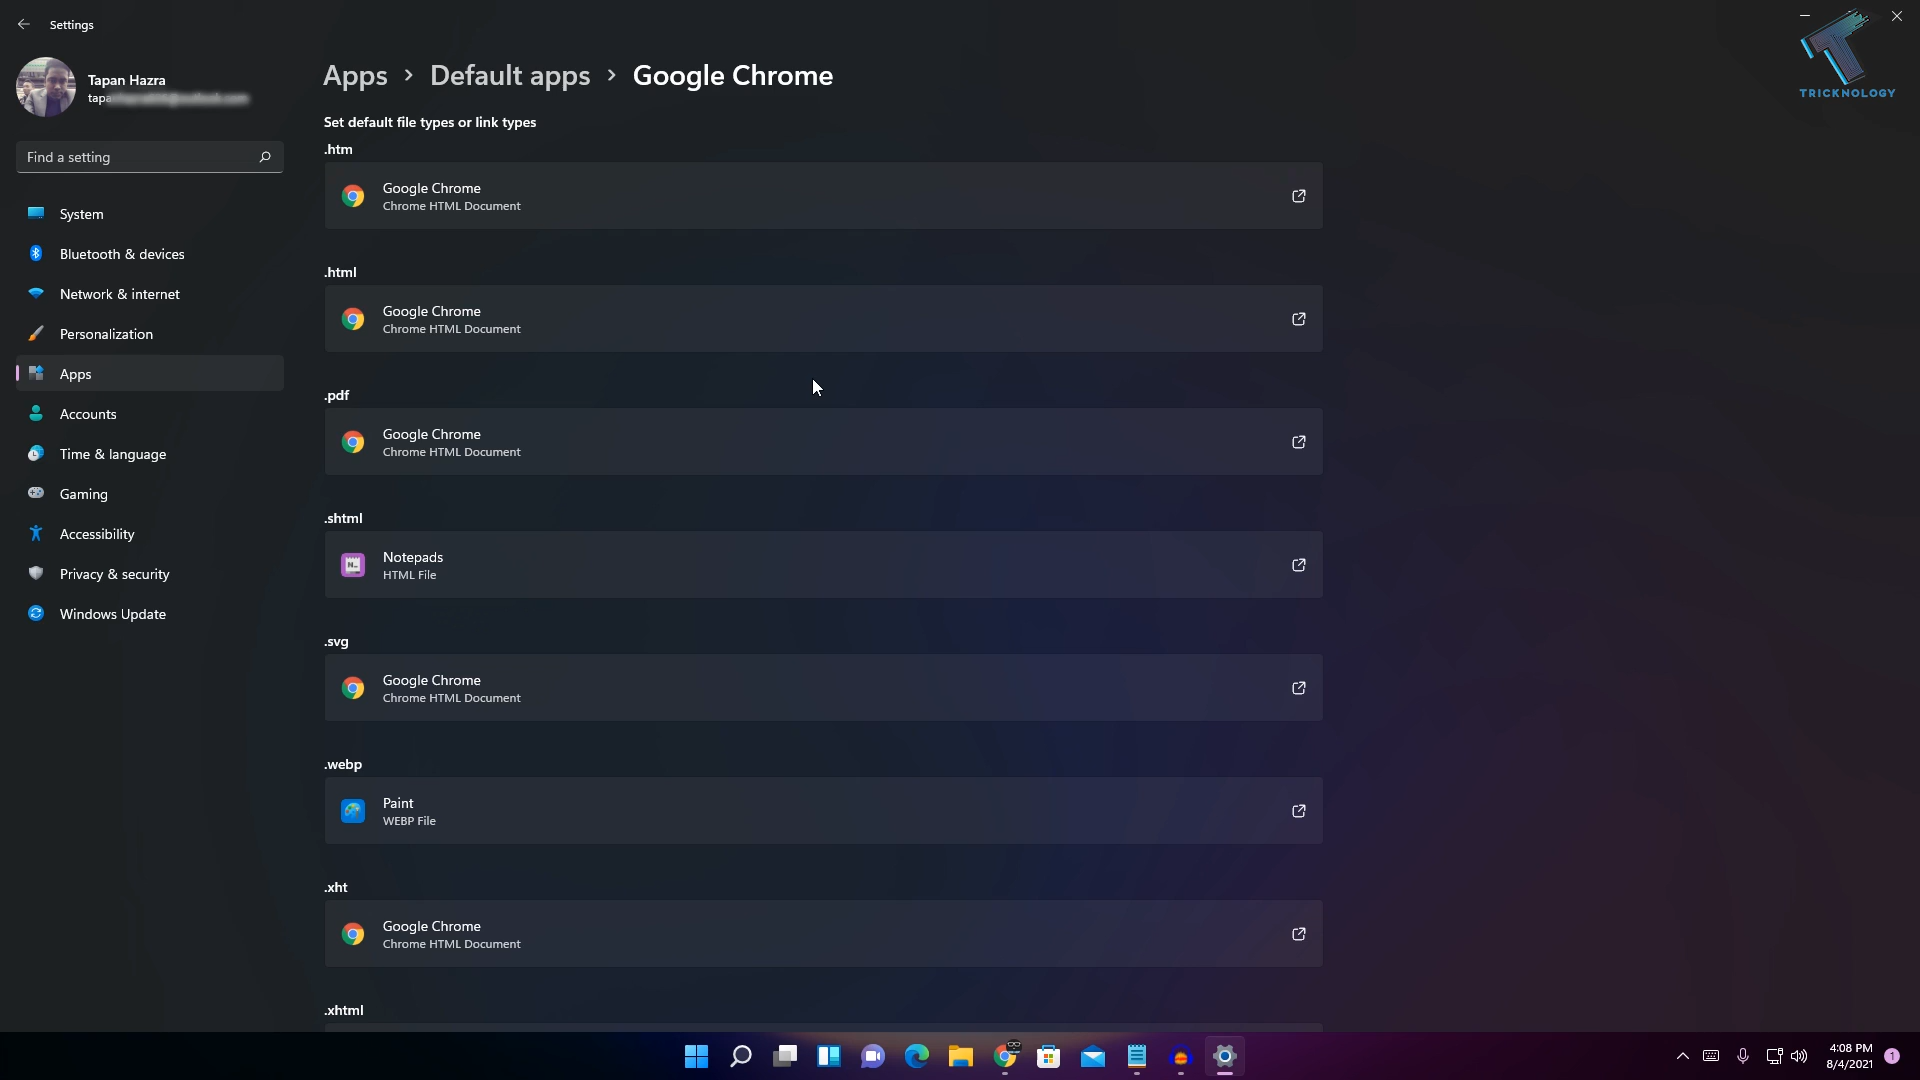 Settings
Tapan Hazra
Find a setting
System
Bluetooth & devices
Network & internet
Personalization
Apps
Accounts
Time & language
Gaming
Accessibility
Privacy & security
Windows Update
Apps > Default apps > Google Chrome
Set default file types or link types
.htm
Google Chrome
Chrome HTML Document
.html
Google Chrome
Chrome HTML Document
.pdf
Google Chrome
Chrome HTML Document
.shtml
Notepads
HTML File
.svg
Google Chrome
Chrome HTML Document
.webp
Paint
WEBP File
.xht
Google Chrome
Chrome HTML Document
.xhtml
TRICKNOLOGY
4:08 PM
8/4/2021
1